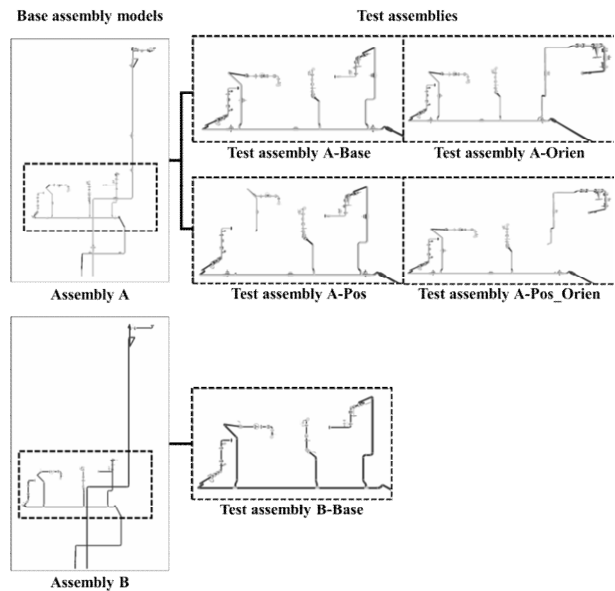 Base assembly models
Test assemblies
Test assembly A-Base
Test assembly A-Orien
Assembly A
Test assembly A-Pos
Test assembly A-Pos_Orien
Assembly B
Test assembly B-Base